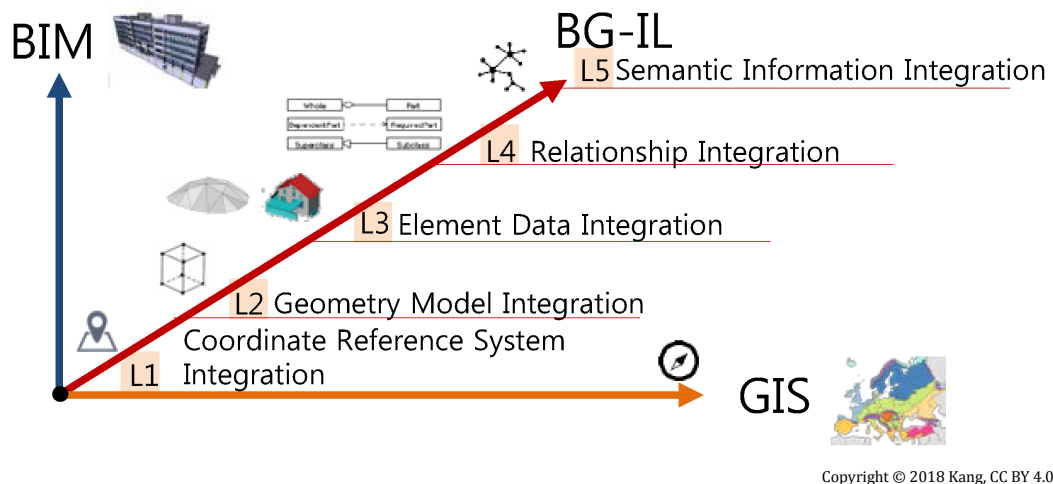 BIM
BG-IL
L5 Semantic Information Integration
Whole
Part
DependentPart
RequiredPart
Superclass
Subclass
L4 Relationship Integration
L3 Element Data Integration
L2 Geometry Model Integration
Coordinate Reference System
L1 Integration
GIS
Copyright © 2018 Kang, CC BY 4.0